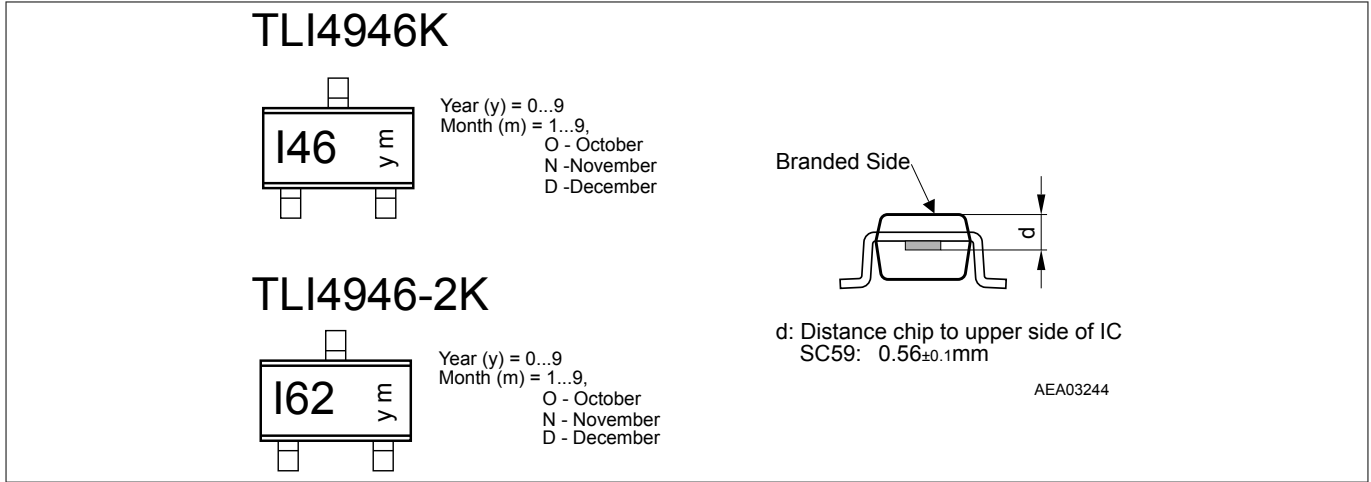 TLI4946K
I46
y m
Year (y) = 0...9
Month (m) = 1...9,
O - October
N -November
D -December
TLI4946-2K
I62
y m
Year (y) = 0...9
Month (m) = 1...9,
O - October
N - November
D - December
Branded Side
d
d: Distance chip to upper side of IC
SC59: 0.56±0.1mm
AEA03244